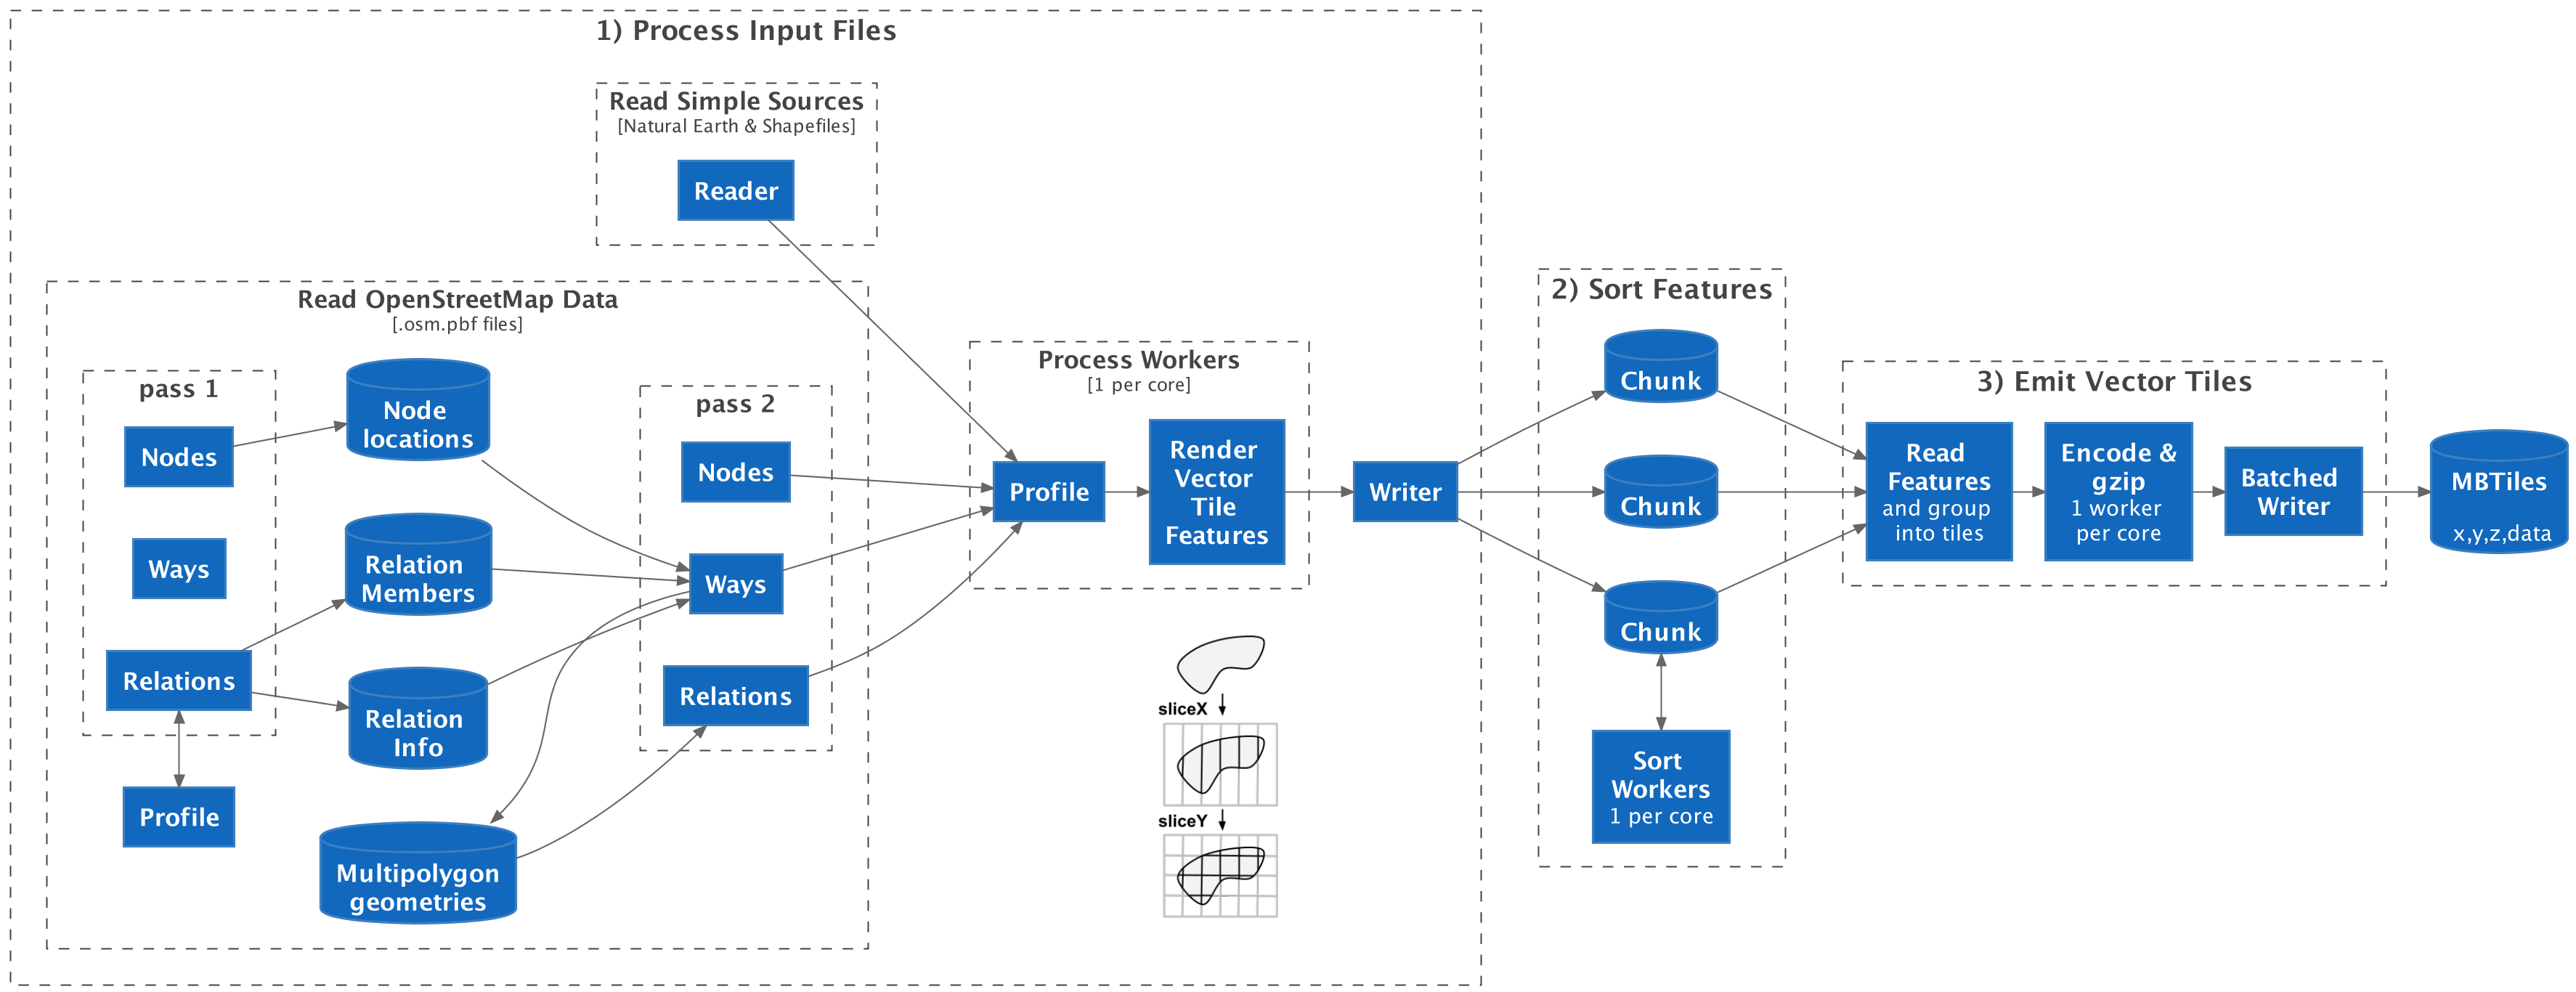 1) Process Input Files
Read Simple Sources
[Natural Earth & Shapefiles]
Reader
Read OpenStreetMap Data
[.osm.pbf files]
pass 1
Nodes
Ways
Relations
Profile
Node
locations
Relation
Members
Relation
Info
Multipolygon
geometries
pass 2
Nodes
Ways
Relations
Process Workers
[1 per core]
Profile
Render
Vector
Tile
Features
sliceX
sliceY
Writer
2) Sort Features
Chunk
Chunk
Chunk
Sort
Workers
1 per core
3) Emit Vector Tiles
Read
Features
and group
into tiles
Encode &
gzip
1 worker
per core
Batched
Writer
MBTiles
x,y,z,data